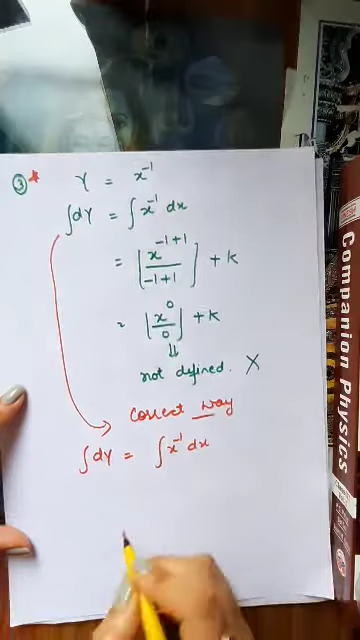 ③ * Y = x⁻¹
∫dY = ∫x⁻¹ dx
= [x⁻¹⁺¹/-1+1] + k
= [x⁰/0] + k
⇓
not defined. X
Correct Way
∫dY = ∫x⁻¹ dx
COMPANION PHYSICS